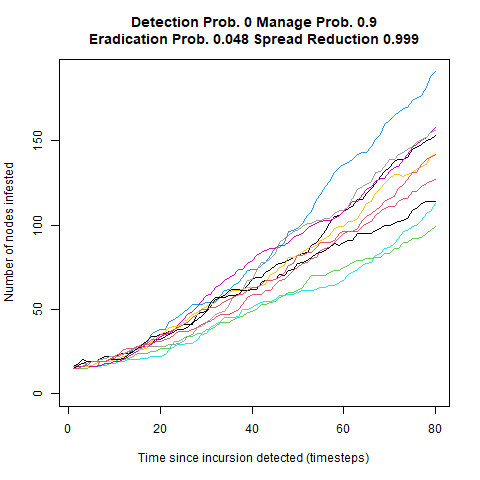 Detection Prob. 0 Manage Prob. 0.9
Eradication Prob. 0.048 Spread Reduction 0.999
Number of nodes infested
150
100
50
0
0 20 40 60 80
Time since incursion detected (timesteps)